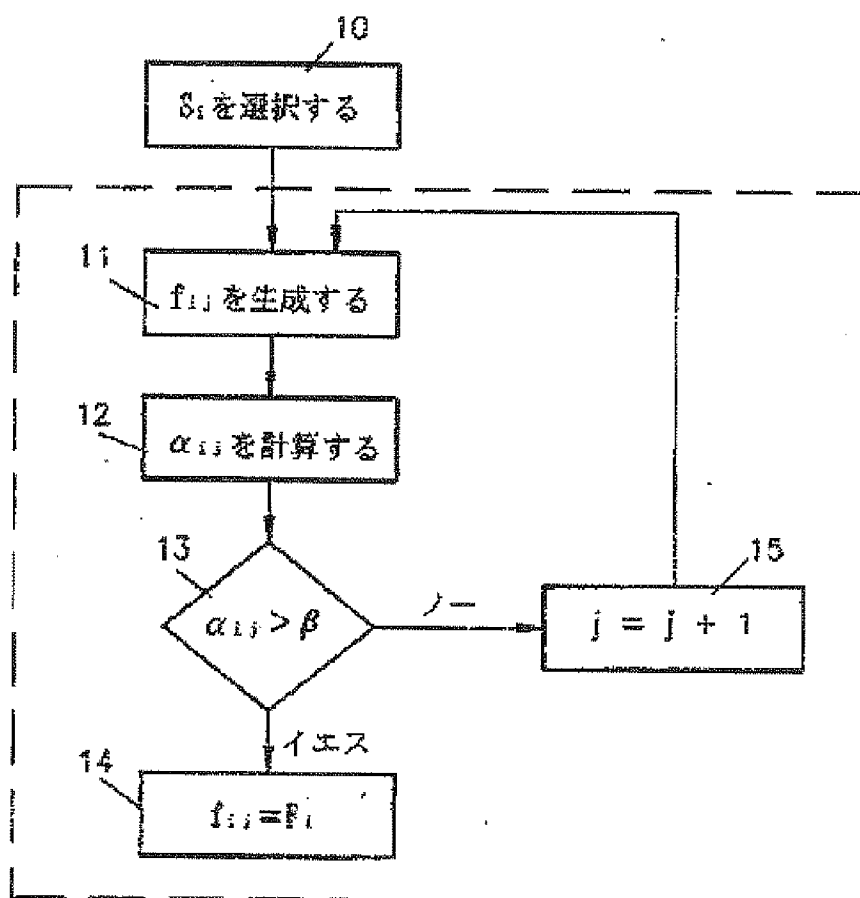 10
Siを選択する
11
fijを生成する
12
αijを計算する
13
αij > β
ノー
15
j = j + 1
イエス
14
fij=Fi